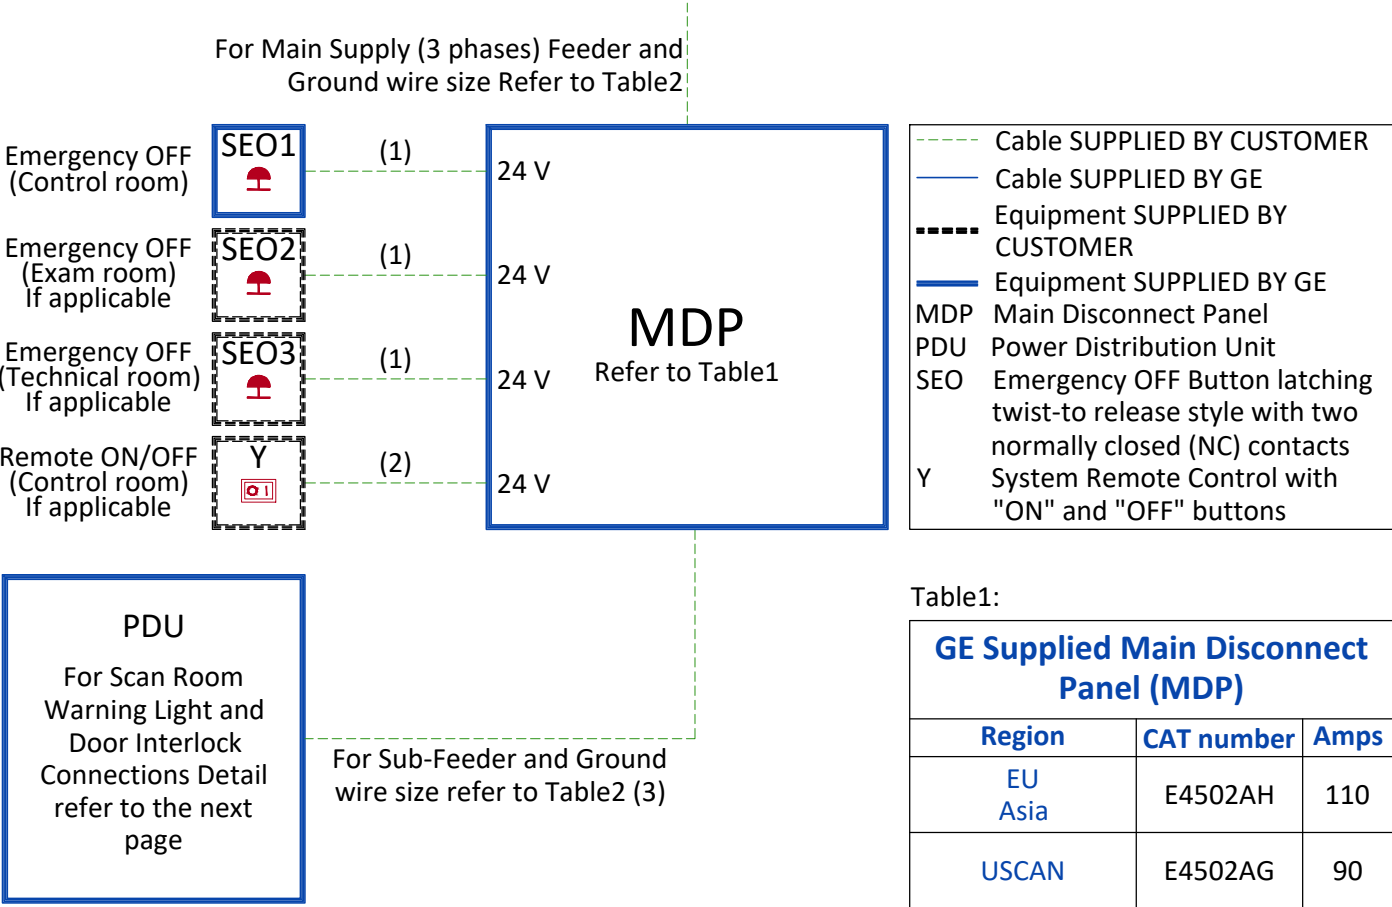 For Main Supply (3 phases) Feeder and
Ground wire size Refer to Table2
Emergency OFF
(Control room)
SEO1
(1)
24 V
Emergency OFF
(Exam room)
If applicable
SEO2
(1)
24 V
Emergency OFF
(Technical room)
If applicable
SEO3
(1)
24 V
Remote ON/OFF
(Control room)
If applicable
Y
(2)
24 V
MDP
Refer to Table1
Cable SUPPLIED BY CUSTOMER
Cable SUPPLIED BY GE
Equipment SUPPLIED BY
CUSTOMER
Equipment SUPPLIED BY GE
MDP Main Disconnect Panel
PDU Power Distribution Unit
SEO Emergency OFF Button latching
twist-to release style with two
normally closed (NC) contacts
Y System Remote Control with
"ON" and "OFF" buttons
PDU
For Scan Room
Warning Light and
Door Interlock
Connections Detail
refer to the next
page
For Sub-Feeder and Ground
wire size refer to Table2 (3)
Table1:
GE Supplied Main Disconnect
Panel (MDP)
Region CAT number Amps
EU
Asia
E4502AH 110
USCAN E4502AG 90